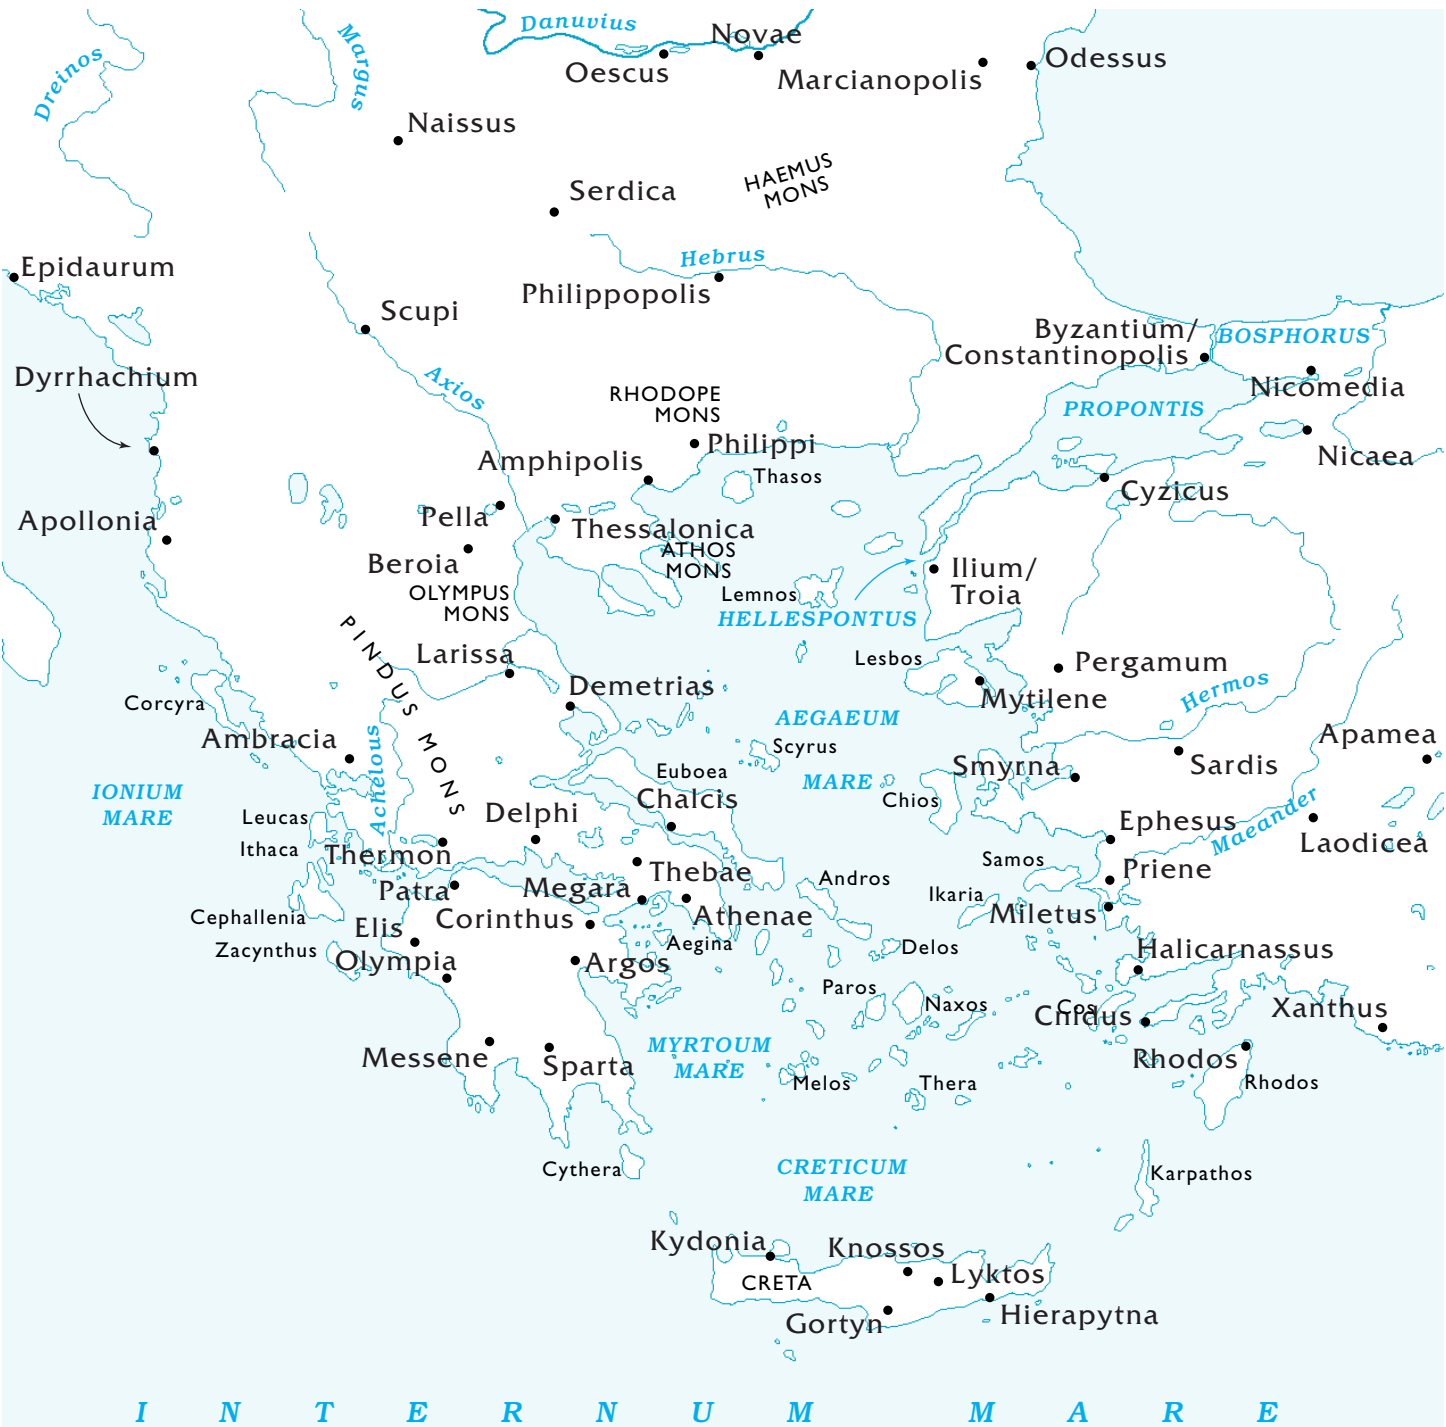 Danuvius
Novae
Margus
Dreinos
Oescus
Marcianopolis
Odessus
Naissus
HAEMUS
MONS
Serdica
Hebrus
Epidaurum
Philippopolis
Scupi
Byzantium/
Constantinopolis
BOSPHORUS
Dyrrhachium
Axios
Nicomedia
RHODOPE
MONS
PROPONTIS
Philippi
Nicaea
Amphipolis
Thasos
Cyzicus
Pella
Apollonia
Thessalonica
ATHOS
MONS
Beroia
Ilium/
Troia
OLYMPUS
MONS
Lemnos
HELLESPONTUS
PINDUS MONS
Larissa
Lesbos
Pergamum
Demetrias
Mytilene
Hermos
Corcyra
AEGAEUM
MARE
Ambracia
Achelous
Scyrus
Apamea
Euboea
Smyrna
Sardis
IONIUM
MARE
Chalcis
Chios
Delphi
Maeander
Leucas
Ephesus
Ithaca
Thermon
Laodicea
Samos
Thebae
Priene
Patra
Megara
Andros
Ikaria
Cephallenia
Corinthus
Athenae
Miletus
Elis
Aegina
Delos
Zacynthus
Olympia
Argos
Halicarnassus
Paros
Naxos
Cos
Cnidus
Xanthus
MYRTOUM
MARE
Messene
Sparta
Rhodos
Melos
Thera
Rhodos
Cythera
CRETICUM
MARE
Karpathos
Kydonia
Knossos
CRETA
Lyktos
Gortyn
Hierapytna
INTERNUM MARE